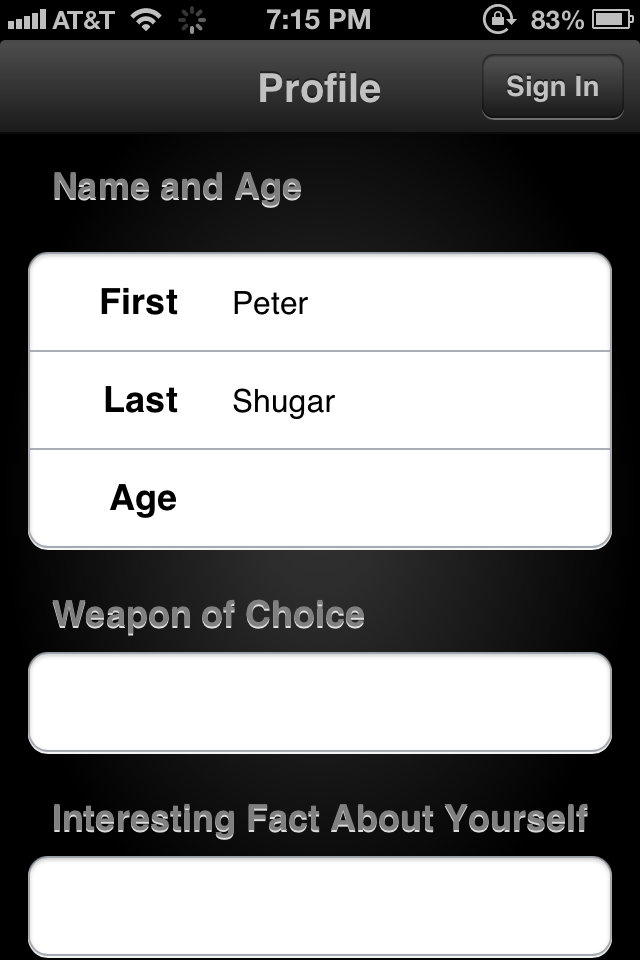 AT&T 7:15 PM 83%
Profile Sign In
Name and Age
First Peter
Last Shugar
Age
Weapon of Choice
Interesting Fact About Yourself